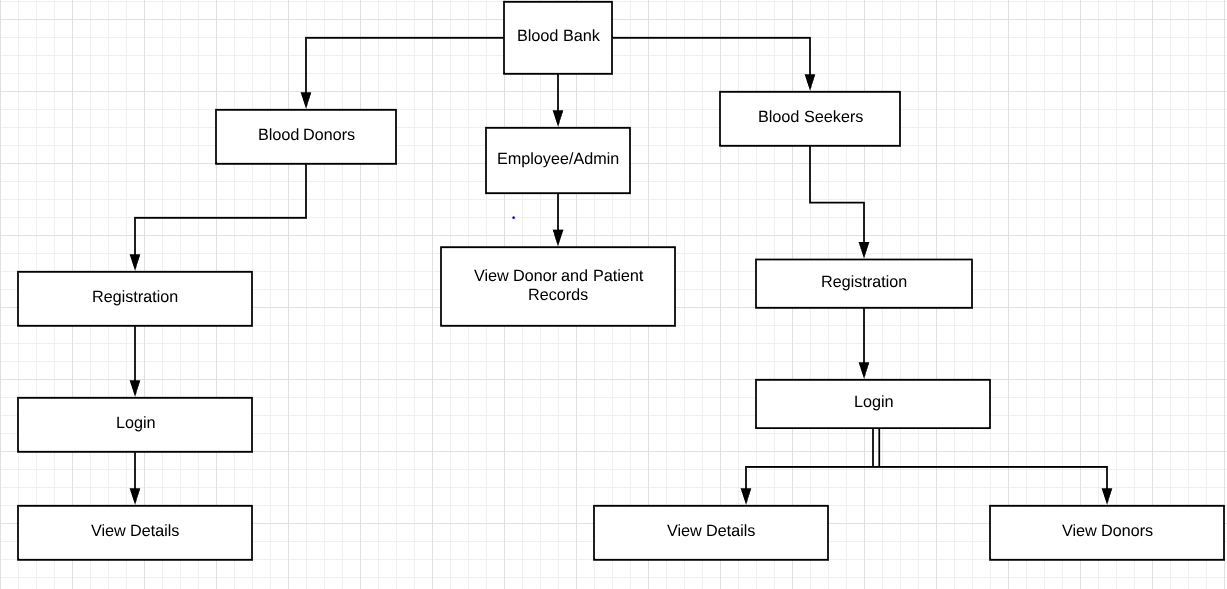 Blood Bank
Blood Donors
Employee/Admin
Blood Seekers
View Donor and Patient
Records
Registration
Registration
Login
Login
View Details
View Details
View Donors